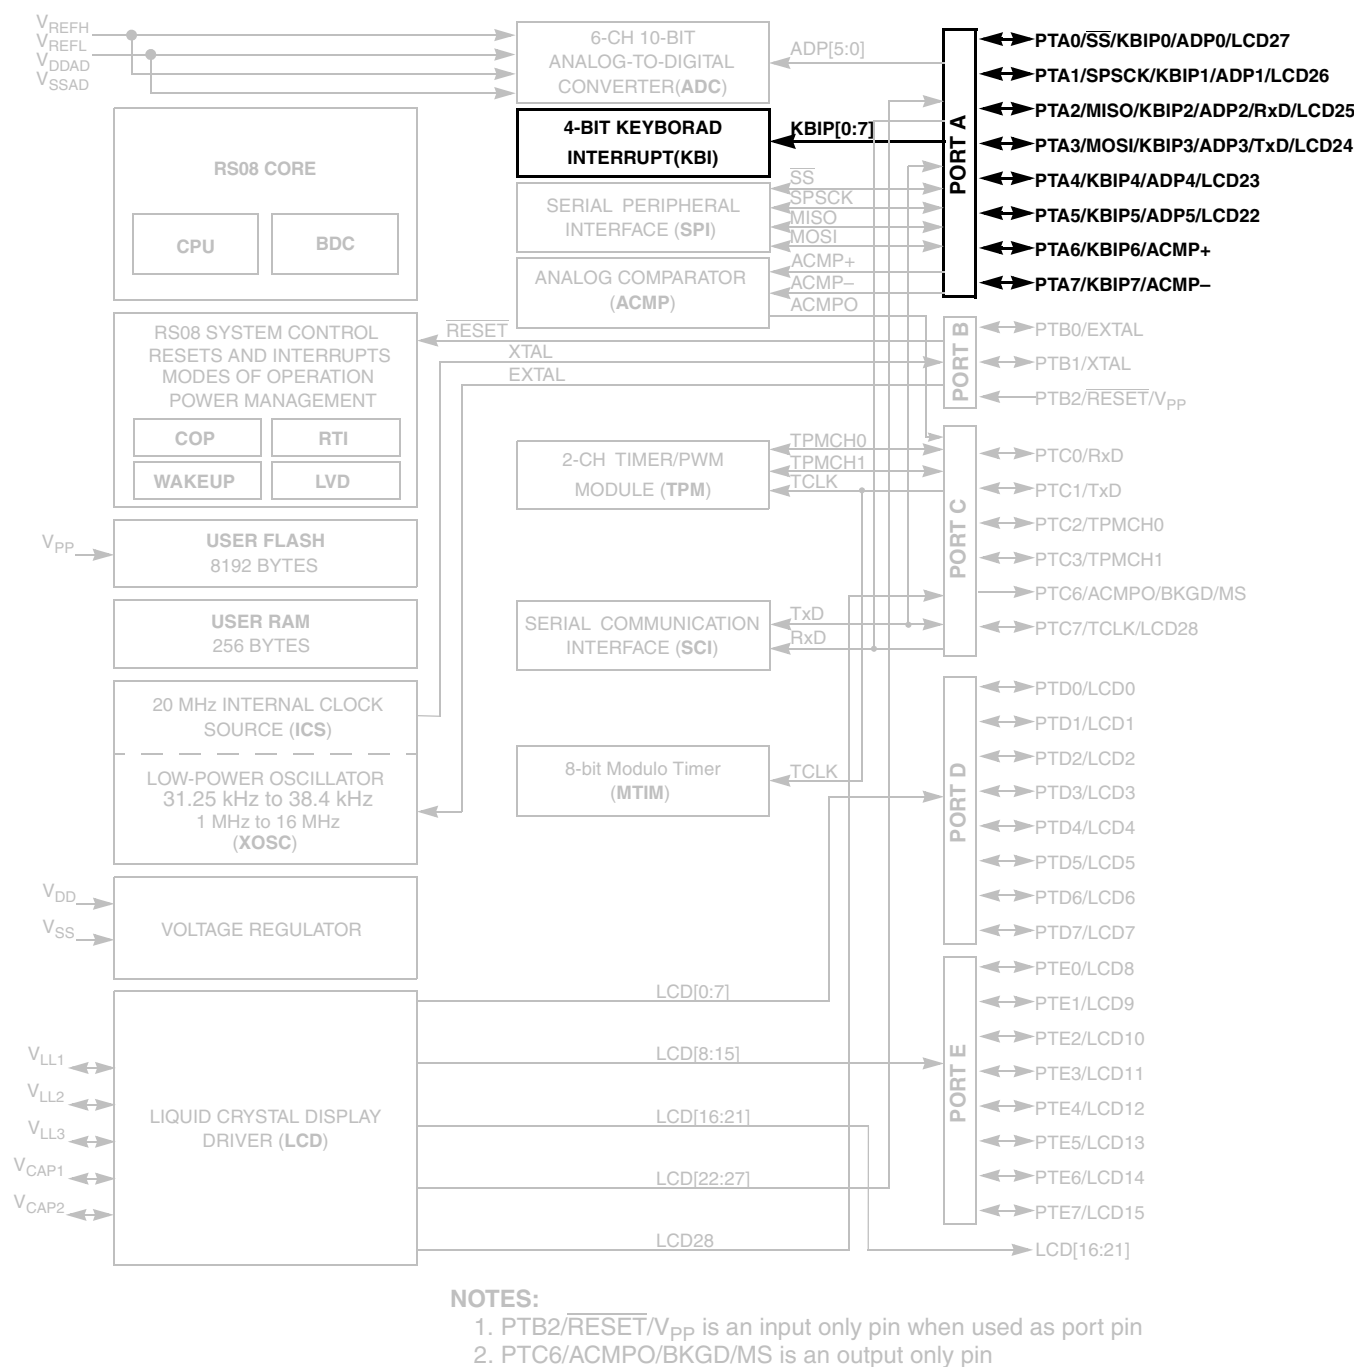 VREFH
VREFL
VDDAD
VSSAD
6-CH 10-BIT
ANALOG-TO-DIGITAL
CONVERTER(ADC)
ADP[5:0]
4-BIT KEYBORAD
INTERRUPT(KBI)
KBIP[0:7]
SERIAL PERIPHERAL
INTERFACE (SPI)
SS
SPSCK
MISO
MOSI
ANALOG COMPARATOR
(ACMP)
ACMP+
ACMP–
ACMPO
RS08 CORE
CPU
BDC
RS08 SYSTEM CONTROL
RESETS AND INTERRUPTS
MODES OF OPERATION
POWER MANAGEMENT
COP
RTI
WAKEUP
LVD
RESET
XTAL
EXTAL
VPP
USER FLASH
8192 BYTES
USER RAM
256 BYTES
2-CH TIMER/PWM
MODULE (TPM)
TPMCH0
TPMCH1
TCLK
SERIAL COMMUNICATION
INTERFACE (SCI)
TxD
RxD
20 MHz INTERNAL CLOCK
SOURCE (ICS)
LOW-POWER OSCILLATOR
31.25 kHz to 38.4 kHz
1 MHz to 16 MHz
(XOSC)
8-bit Modulo Timer
(MTIM)
TCLK
VDD
VSS
VOLTAGE REGULATOR
VLL1
VLL2
VLL3
VCAP1
VCAP2
LIQUID CRYSTAL DISPLAY
DRIVER (LCD)
LCD[0:7]
LCD[8:15]
LCD[16:21]
LCD[22:27]
LCD28
PORT A
PTA0/SS/KBIP0/ADP0/LCD27
PTA1/SPSCK/KBIP1/ADP1/LCD26
PTA2/MISO/KBIP2/ADP2/RxD/LCD25
PTA3/MOSI/KBIP3/ADP3/TxD/LCD24
PTA4/KBIP4/ADP4/LCD23
PTA5/KBIP5/ADP5/LCD22
PTA6/KBIP6/ACMP+
PTA7/KBIP7/ACMP–
PORT B
PTB0/EXTAL
PTB1/XTAL
PTB2/RESET/VPP
PORT C
PTC0/RxD
PTC1/TxD
PTC2/TPMCH0
PTC3/TPMCH1
PTC6/ACMPO/BKGD/MS
PTC7/TCLK/LCD28
PORT D
PTD0/LCD0
PTD1/LCD1
PTD2/LCD2
PTD3/LCD3
PTD4/LCD4
PTD5/LCD5
PTD6/LCD6
PTD7/LCD7
PORT E
PTE0/LCD8
PTE1/LCD9
PTE2/LCD10
PTE3/LCD11
PTE4/LCD12
PTE5/LCD13
PTE6/LCD14
PTE7/LCD15
LCD[16:21]
NOTES:
1. PTB2/RESET/VPP is an input only pin when used as port pin
2. PTC6/ACMPO/BKGD/MS is an output only pin